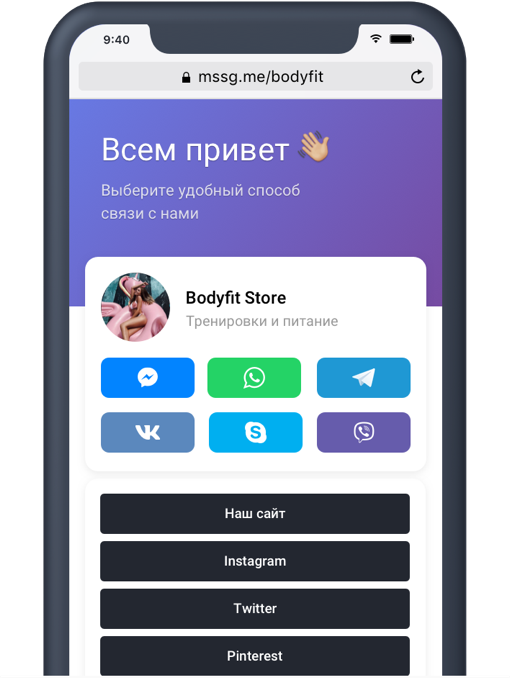 9:40
mssg.me/bodyfit
Всем привет 👋🏼
Выберите удобный способ
связи с нами
Bodyfit Store
Тренировки и питание
Наш сайт
Instagram
Twitter
Pinterest